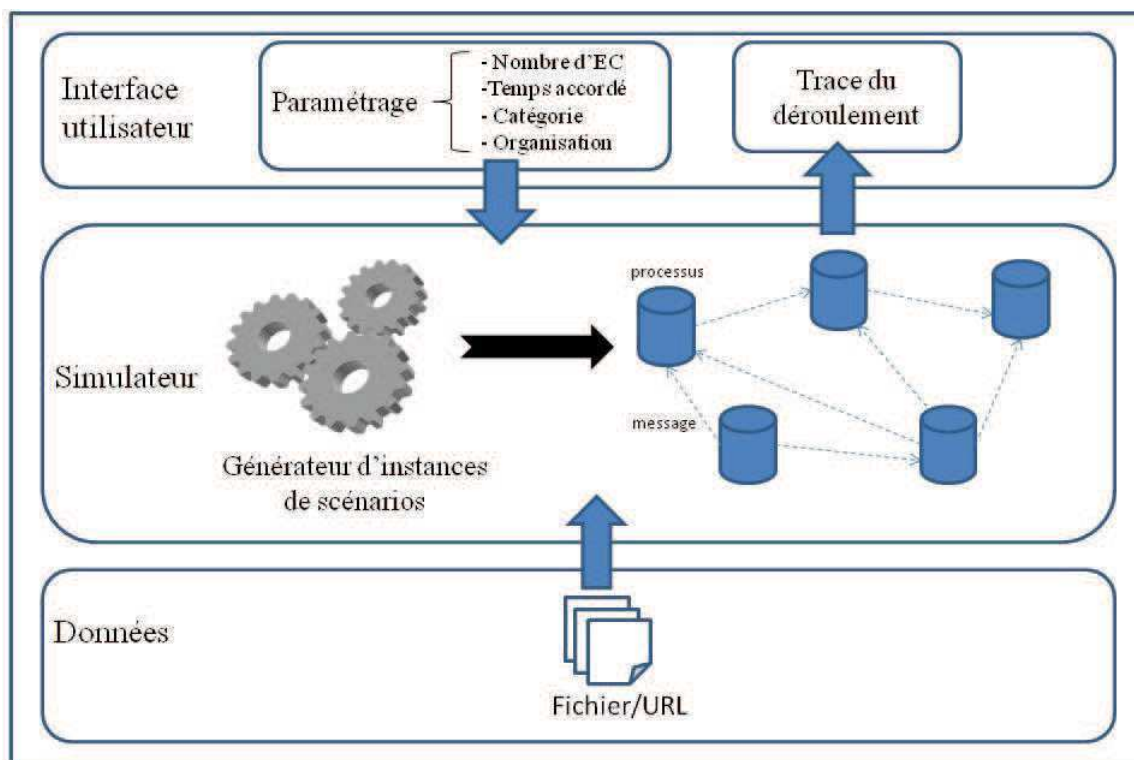 Interface
utilisateur
Paramétrage
- Nombre d’EC
-Temps accordé
- Catégorie
- Organisation
Trace du
déroulement
Simulateur
Générateur d’instances
de scénarios
processus
message
Données
Fichier/URL